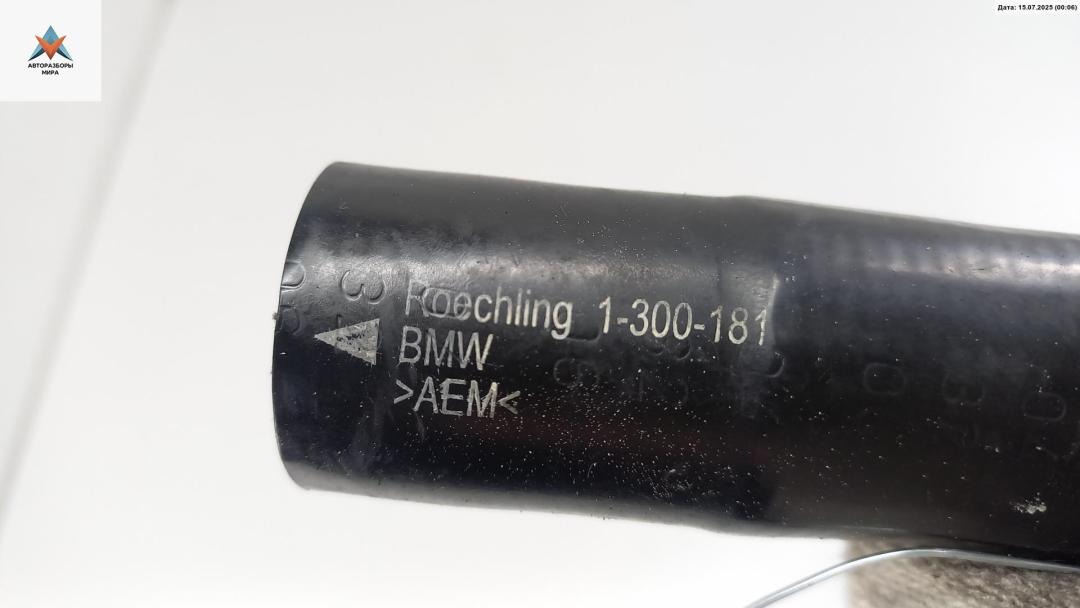 Дата: 15.07.2025 (00:06)
АВТОРАЗБОРЫ
МИРА
Roechling 1-300-181
BMW
>AEM<